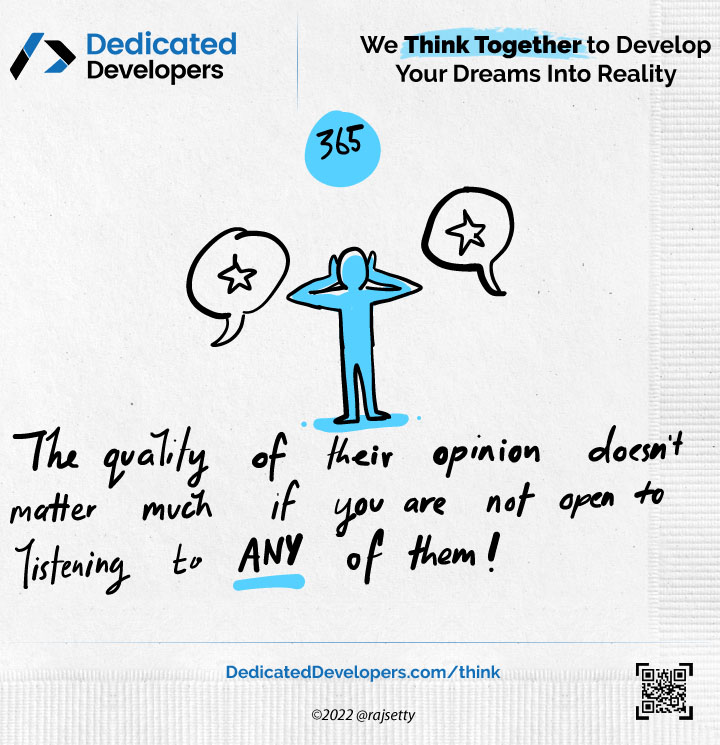 Dedicated
Developers
We Think Together to Develop
Your Dreams Into Reality
365
The quality of their opinion doesn't
matter much if you are not open to
listening to ANY of them!
DedicatedDevelopers.com/think
©2022 @rajsetty